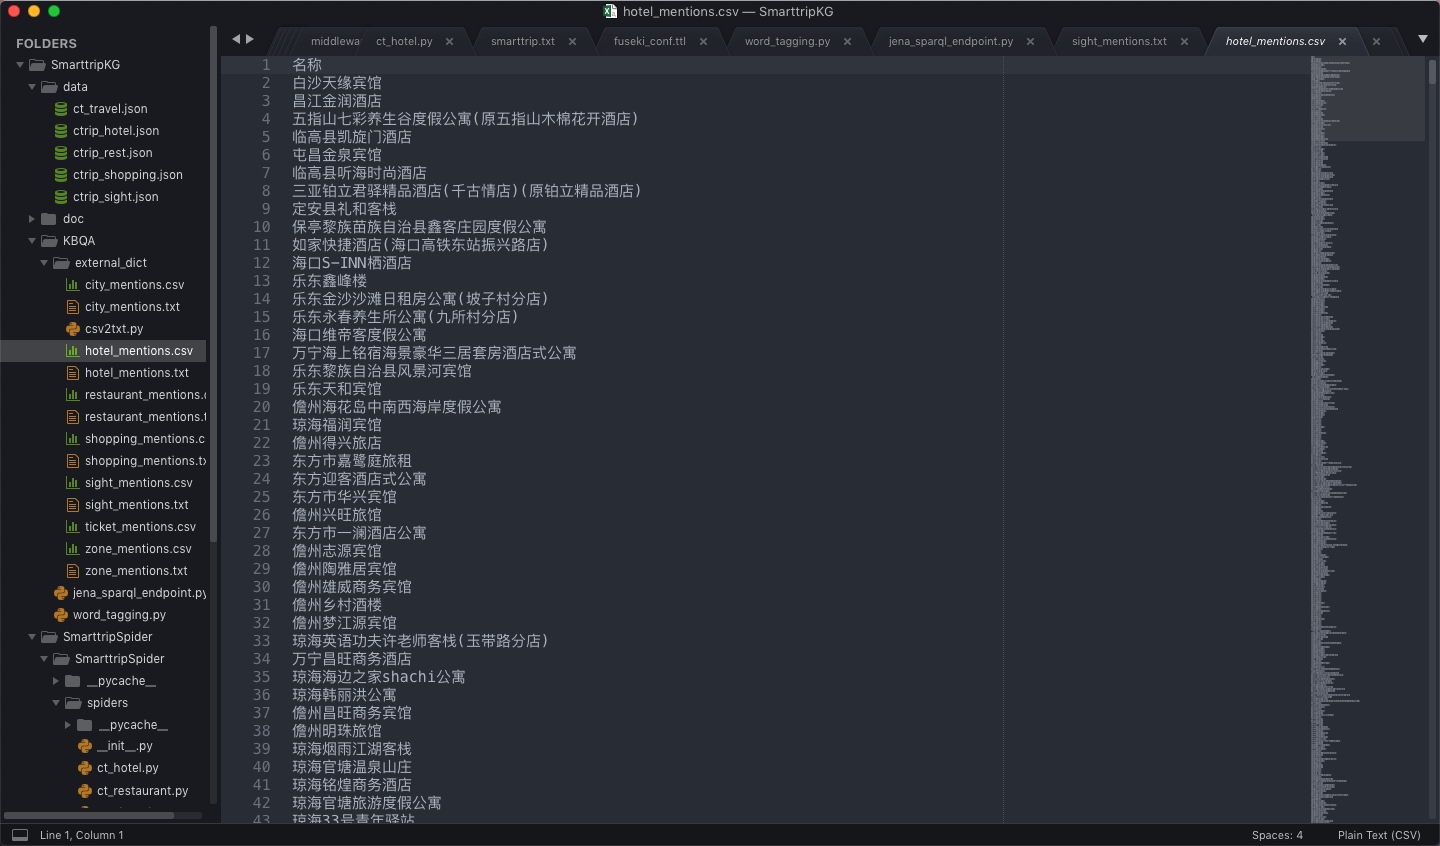 hotel_mentions.csv — SmarttripKG
FOLDERS
SmarttripKG
data
ct_travel.json
ctrip_hotel.json
ctrip_rest.json
ctrip_shopping.json
ctrip_sight.json
doc
KBQA
external_dict
city_mentions.csv
city_mentions.txt
csv2txt.py
hotel_mentions.csv
hotel_mentions.txt
restaurant_mentions.c
restaurant_mentions.t
shopping_mentions.c
shopping_mentions.tx
sight_mentions.csv
sight_mentions.txt
ticket_mentions.csv
zone_mentions.csv
zone_mentions.txt
jena_sparql_endpoint.py
word_tagging.py
SmarttripSpider
SmarttripSpider
__pycache__
spiders
__pycache__
__init__.py
ct_hotel.py
ct_restaurant.py
middlewa ct_hotel.py smarttrip.txt fuseki_conf.ttl word_tagging.py jena_sparql_endpoint.py sight_mentions.txt hotel_mentions.csv
1 名称
2 白沙天缘宾馆
3 昌江金润酒店
4 五指山七彩养生谷度假公寓(原五指山木棉花开酒店)
5 临高县凯旋门酒店
6 屯昌金泉宾馆
7 临高县听海时尚酒店
8 三亚铂立君驿精品酒店(千古情店)(原铂立精品酒店)
9 定安县礼和客栈
10 保亭黎族苗族自治县鑫客庄园度假公寓
11 如家快捷酒店(海口高铁东站振兴路店)
12 海口S-INN栖酒店
13 乐东鑫峰楼
14 乐东金沙沙滩日租房公寓(坡子村分店)
15 乐东永春养生所公寓(九所村分店)
16 海口维帝客度假公寓
17 万宁海上铭宿海景豪华三居套房酒店式公寓
18 乐东黎族自治县风景河宾馆
19 乐东天和宾馆
20 儋州海花岛中南西海岸度假公寓
21 琼海福润宾馆
22 儋州得兴旅店
23 东方市嘉鹭庭旅租
24 东方迎客酒店式公寓
25 东方市华兴宾馆
26 儋州兴旺旅馆
27 东方市一澜酒店公寓
28 儋州志源宾馆
29 儋州陶雅居宾馆
30 儋州雄威商务宾馆
31 儋州乡村酒楼
32 儋州梦江源宾馆
33 琼海英语功夫许老师客栈(玉带路分店)
34 万宁昌旺商务酒店
35 琼海海边之家shachi公寓
36 琼海韩丽洪公寓
37 儋州昌旺商务宾馆
38 儋州明珠旅馆
39 琼海烟雨江湖客栈
40 琼海官塘温泉山庄
41 琼海铭煌商务酒店
42 琼海官塘旅游度假公寓
43 琼海33号青年驿站
Line 1, Column 1
Spaces: 4
Plain Text (CSV)